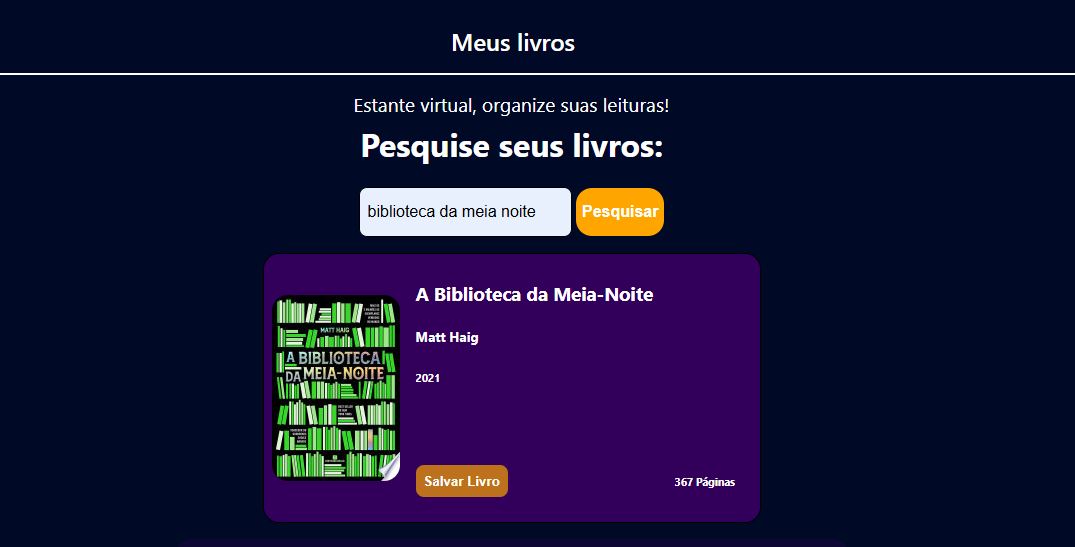 Meus livros
Estante virtual, organize suas leituras!
Pesquise seus livros:
biblioteca da meia noite
Pesquisar
A Biblioteca da Meia-Noite
Matt Haig
2021
Salvar Livro
367 Páginas
MATT HAIG
A BIBLIOTECA
DA MEIA-NOITE